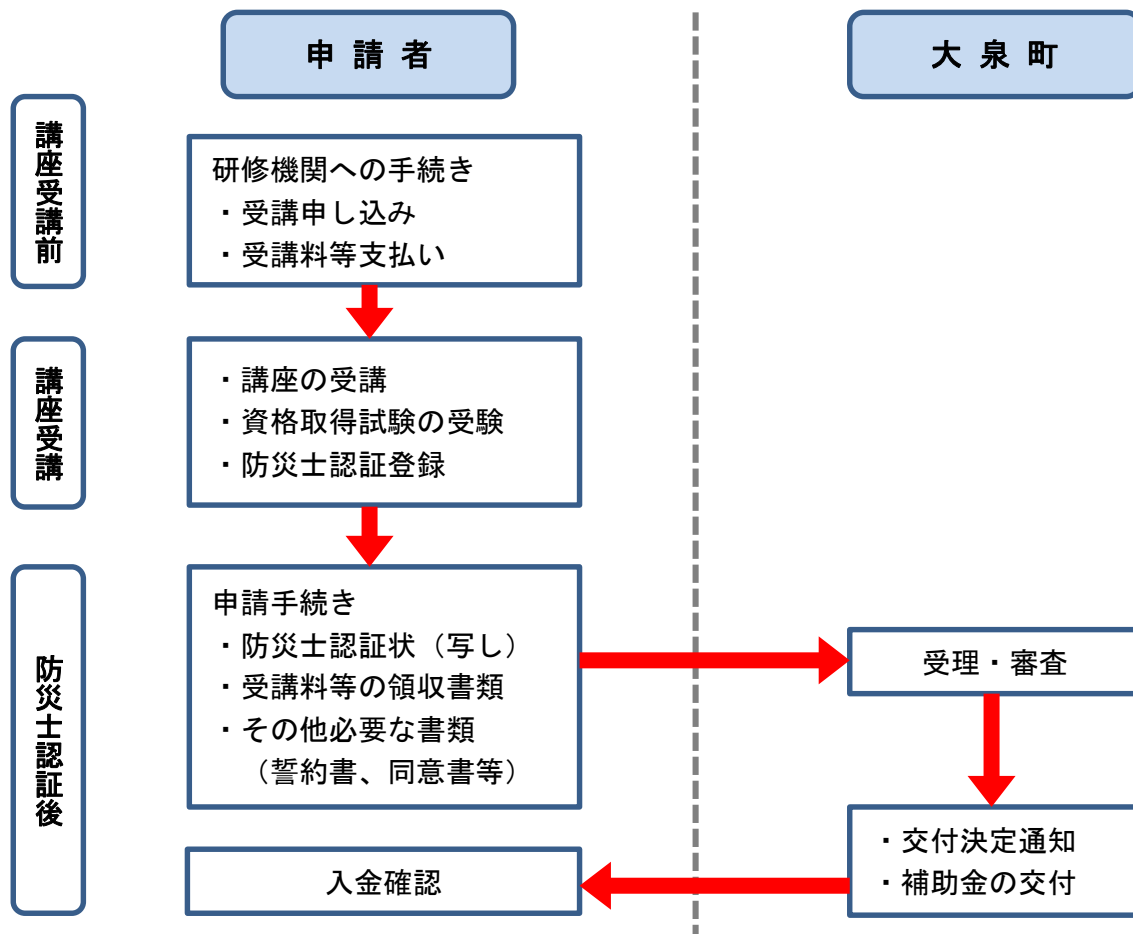 申請者
大泉町
講座受講前
研修機関への手続き
・受講申し込み
・受講料等支払い
講座受講
・講座の受講
・資格取得試験の受験
・防災士認証登録
防災士認証後
申請手続き
・防災士認証状（写し）
・受講料等の領収書類
・その他必要な書類
（誓約書、同意書等）
受理・審査
・交付決定通知
・補助金の交付
入金確認